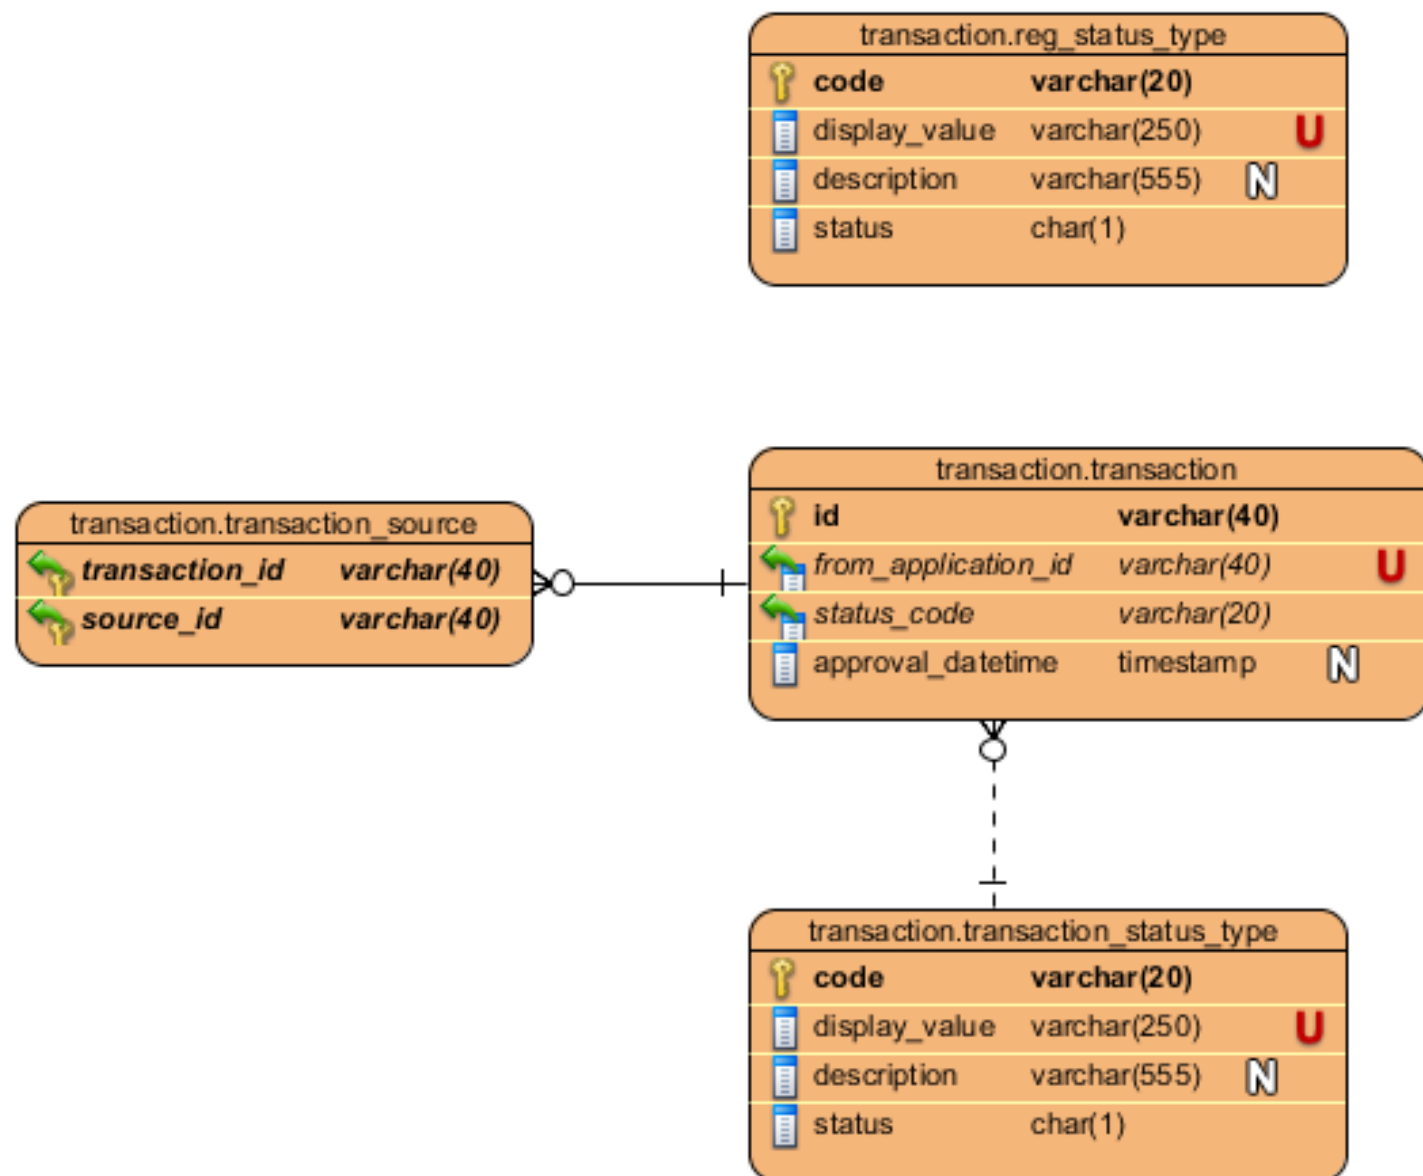 transaction.reg_status_type
code varchar(20)
display_value varchar(250) U
description varchar(555) N
status char(1)
transaction.transaction
id varchar(40)
from_application_id varchar(40) U
status_code varchar(20)
approval_datetime timestamp N
transaction.transaction_source
transaction_id varchar(40)
source_id varchar(40)
transaction.transaction_status_type
code varchar(20)
display_value varchar(250) U
description varchar(555) N
status char(1)